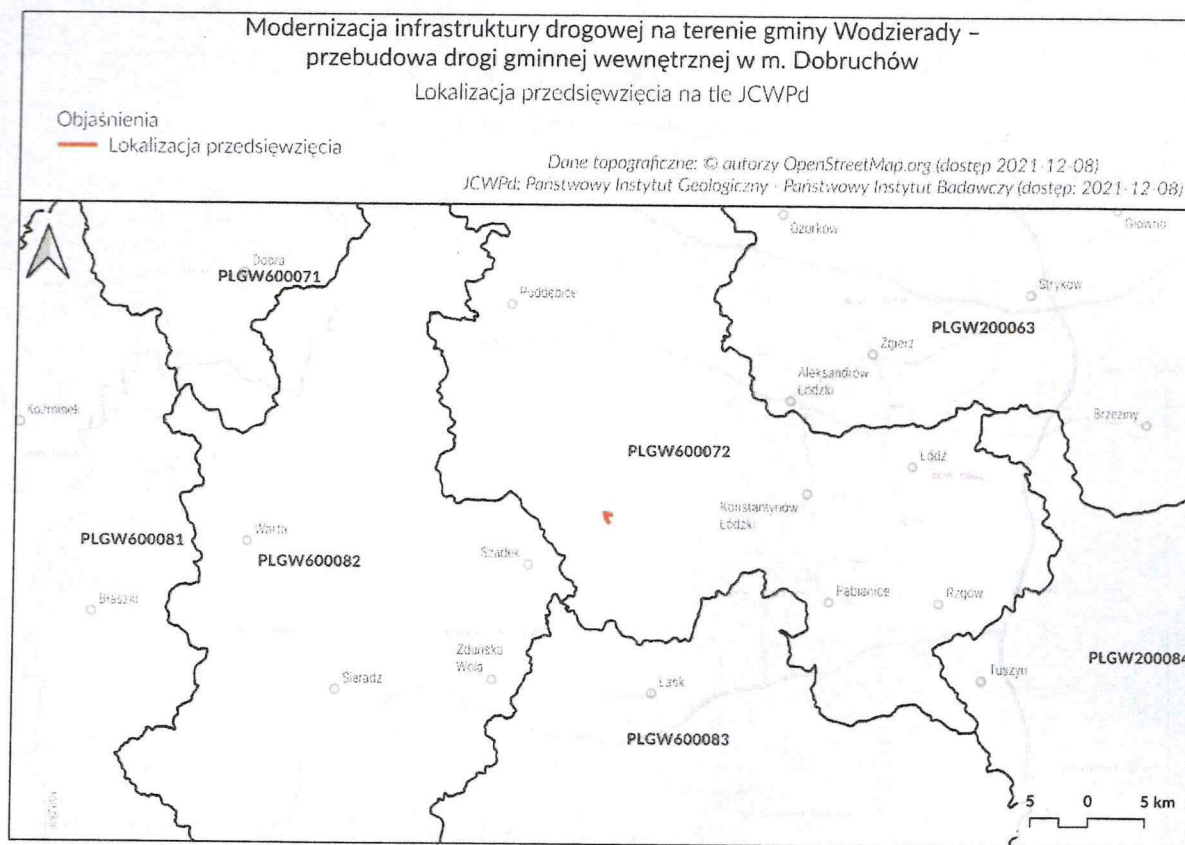 Modernizacja infrastruktury drogowej na terenie gminy Wodzierady –
przebudowa drogi gminnej wewnętrznej w m. Dobruchów
Lokalizacja przedsięwzięcia na tle JCWPd
Objaśnienia
Lokalizacja przedsięwzięcia
Dane topograficzne: © autorzy OpenStreetMap.org (dostęp 2021-12-08)
JCWPd: Państwowy Instytut Geologiczny - Państwowy Instytut Badawczy (dostęp: 2021-12-08)
Ozorków
Głowno
Dobra
PLGW600071
Poddębice
Stryków
PLGW200063
Zgierz
Aleksandrów
Łódzki
Koźminek
Brzeziny
PLGW600072
Łódź
Konstantynów
Łódzki
Warta
PLGW600081
PLGW600082
Szadek
Błaszki
Pabianice
Rzgów
Zduńska
Wola
PLGW200084
Sieradz
Łask
Tuszyn
PLGW600083
5 0 5 km